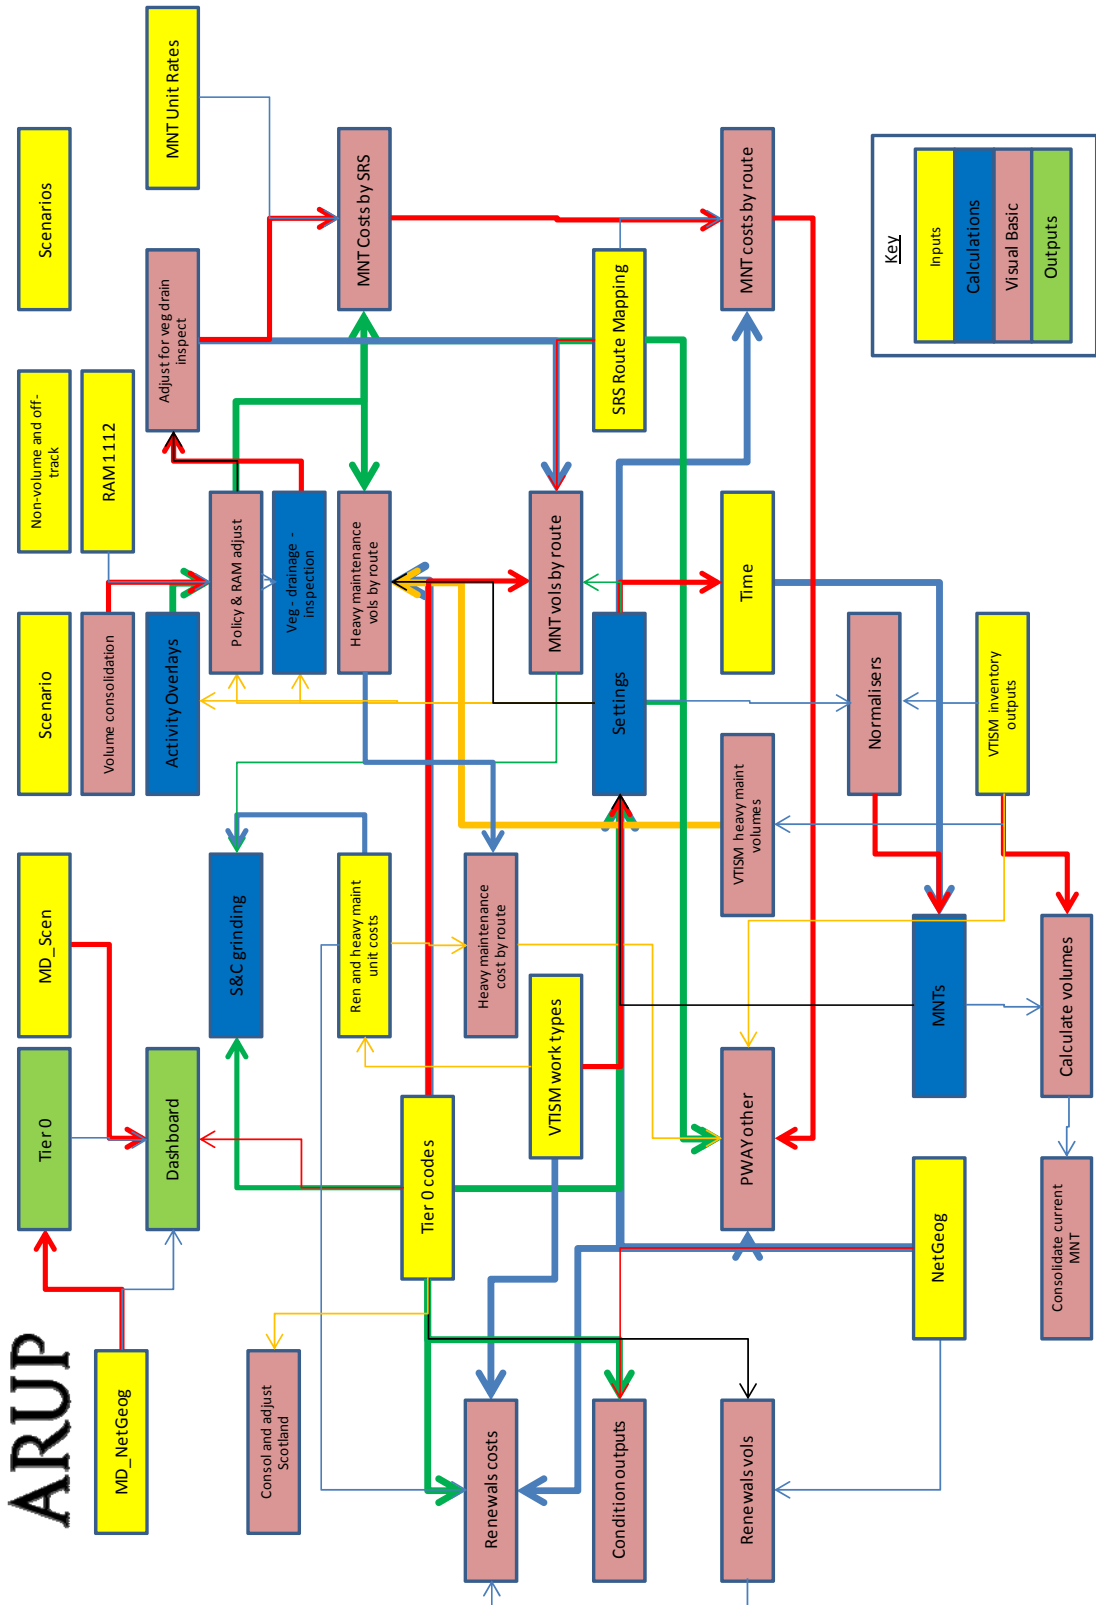 ARUP
Tier 0
MD_Scen
Scenario
Non-volume and off-
track
Scenarios
MD_NetGeog
Volume consolidation
RAM 1112
Dashboard
Activity Overlays
Adjust for veg drain
inspect
MNT Unit Rates
S&C grinding
Policy & RAM adjust
Consol and adjust
Scotland
Veg - drainage -
inspection
Ren and heavy maint
unit costs
Heavy maintenance
vols by route
MNT Costs by SRS
Tier 0 codes
Renewals costs
Heavy maintenance
cost by route
VTISM work types
MNT vols by route
Condition outputs
Settings
SRS Route Mapping
Renewals vols
PWAY other
VTISM heavy maint
volumes
Time
MNT costs by route
Normalisers
NetGeog
MNTs
VTISM inventory
outputs
Consolidate current
MNT
Calculate volumes
Key
Inputs
Calculations
Visual Basic
Outputs